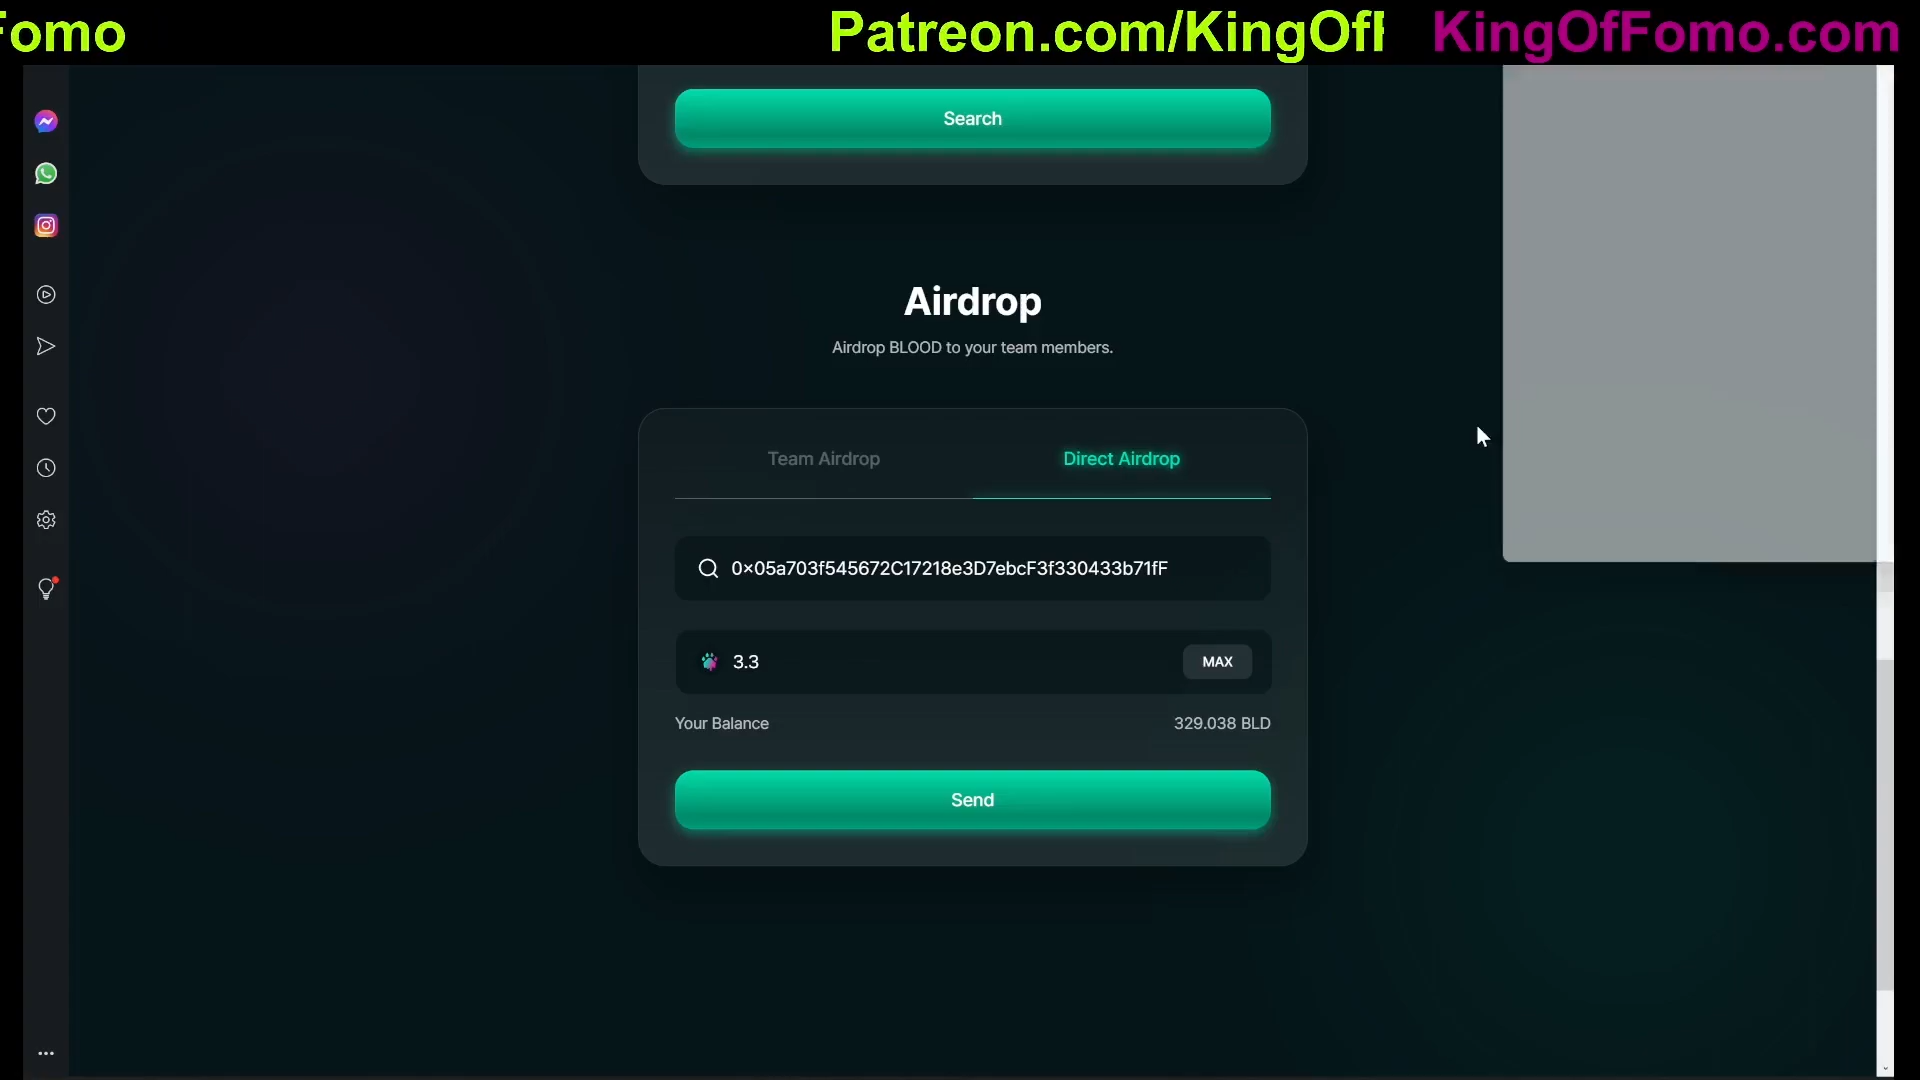 Fomo
Patreon.com/KingOfF
KingOfFomo.com
Search
Airdrop
Airdrop BLOOD to your team members.
Team Airdrop
Direct Airdrop
0x05a703f545672C17218e3D7ebcF3f330433b71fF
3.3
MAX
Your Balance
329.038 BLD
Send